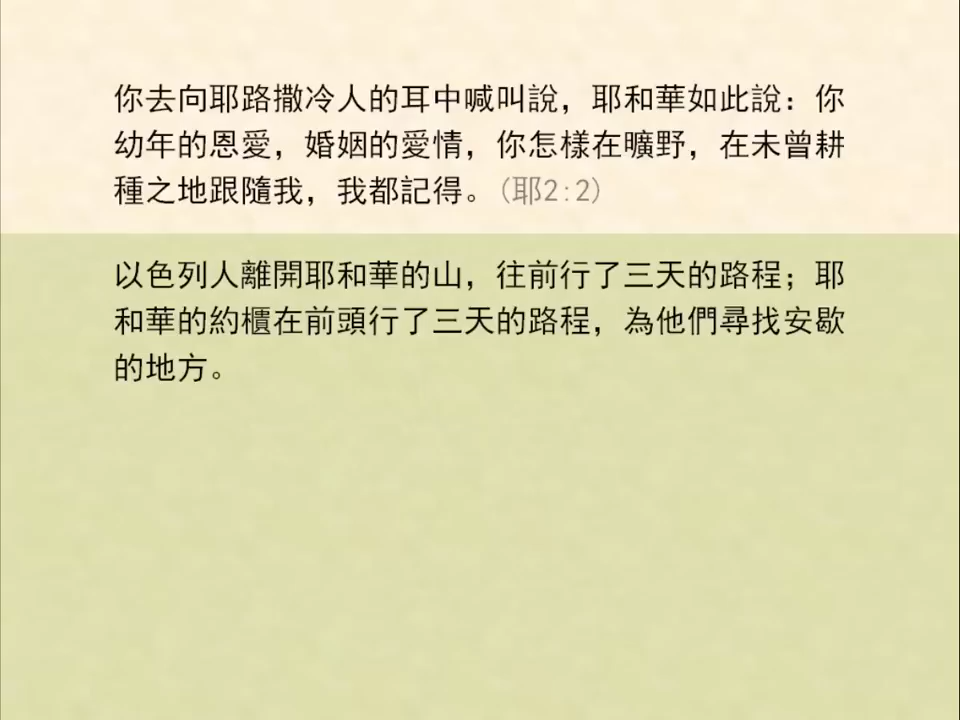 你去向耶路撒冷人的耳中喊叫說，耶和華如此說：你
幼年的恩愛，婚姻的愛情，你怎樣在曠野，在未曾耕
種之地跟隨我，我都記得。(耶2:2)
以色列人離開耶和華的山，往前行了三天的路程；耶
和華的約櫃在前頭行了三天的路程，為他們尋找安歇
的地方。